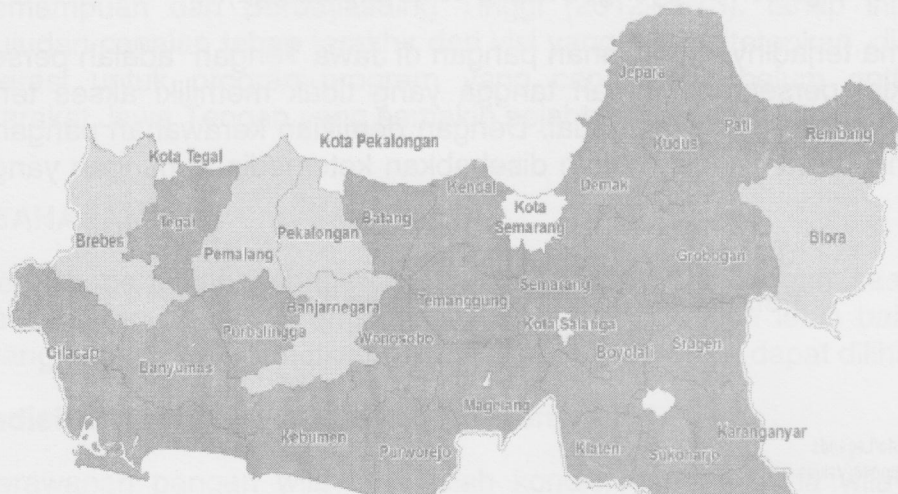 Jepara
Pati
Rembang
Kudus
Kota Tegal
Kota Pekalongan
Kendal
Demak
Kota
Semarang
Tegal
Batang
Brebes
Pekalongan
Pemalang
Blora
Grobogan
Semarang
Banjarnegara
Temanggung
Purbalingga
Wonosobo
Kota Salatiga
Cilacap
Boyolali
Sragen
Banyumas
Magelang
Kebumen
Purworejo
Klaten
Sukoharjo
Karanganyar